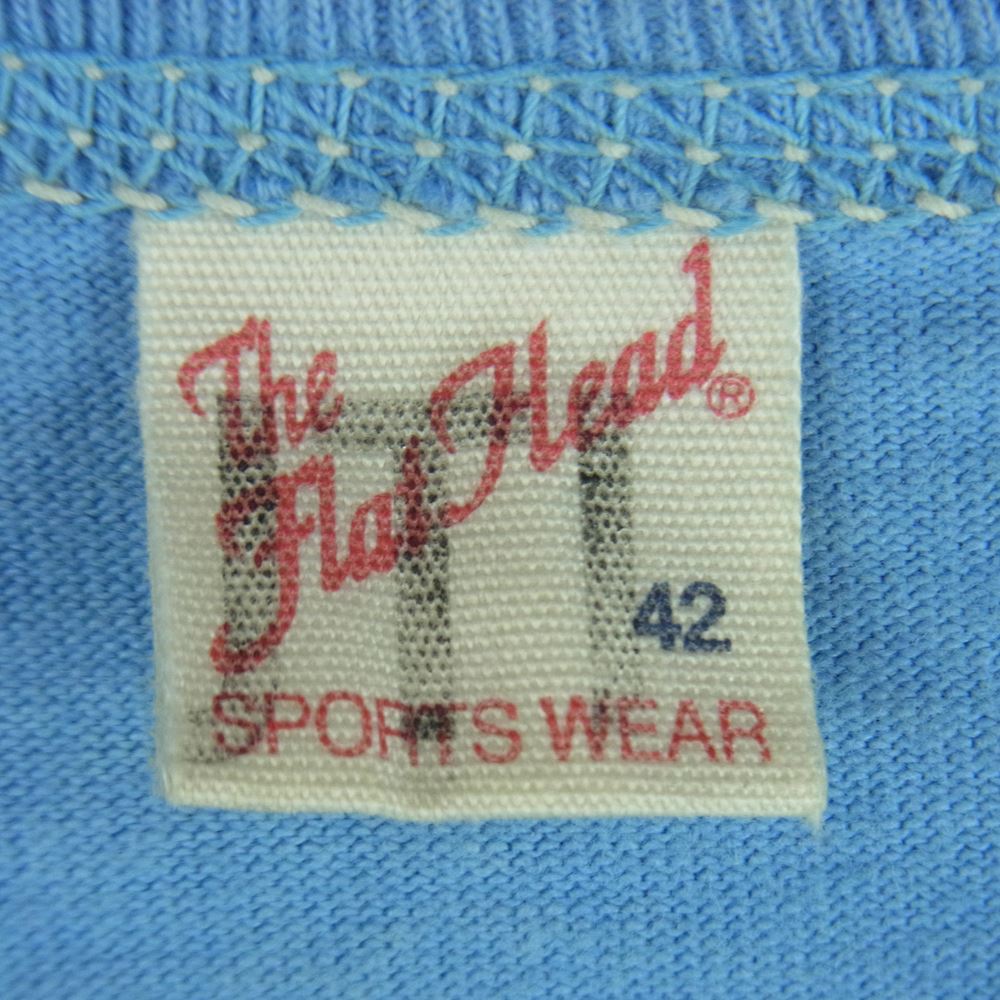 The
Flat Head®
42
SPORTS WEAR